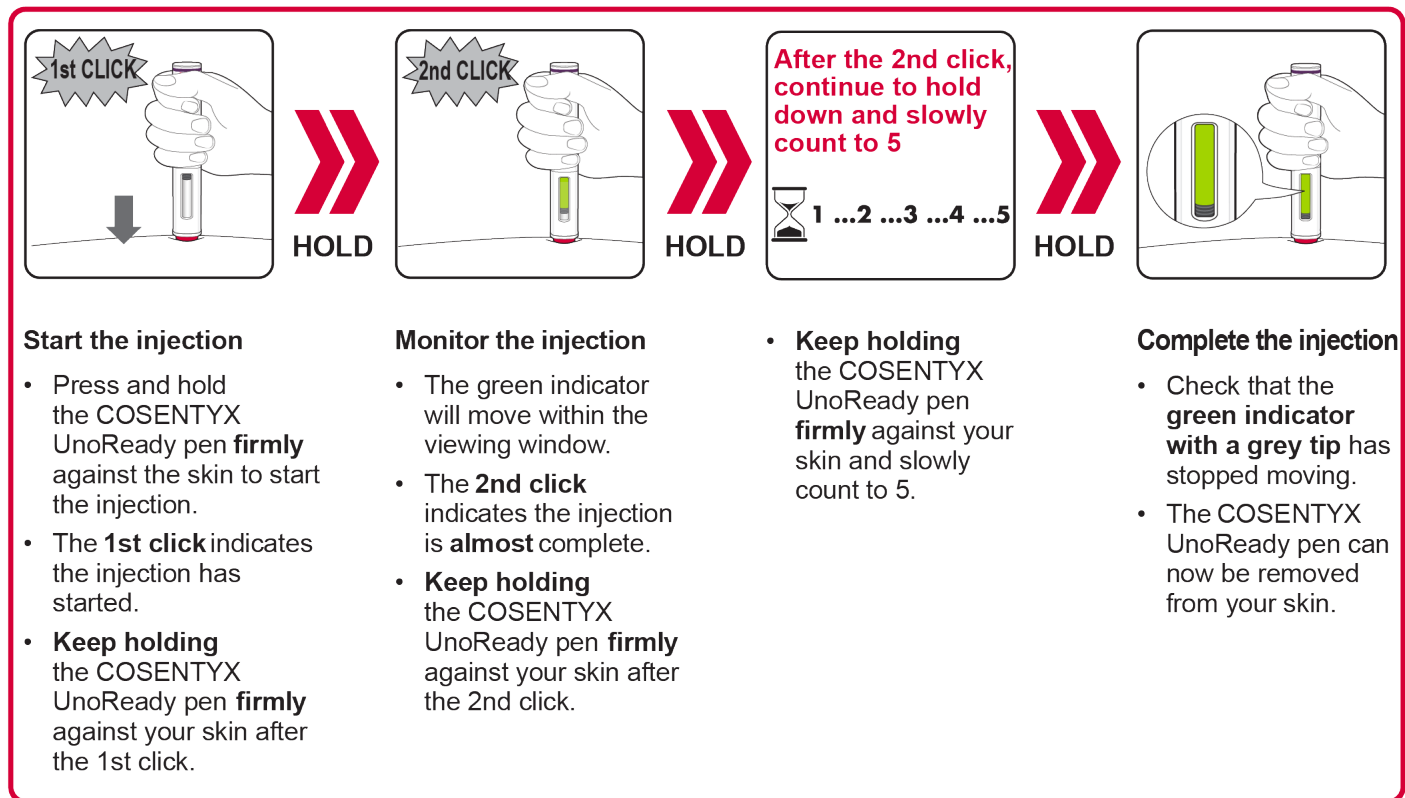 1st CLICK
HOLD
2nd CLICK
HOLD
After the 2nd click,
continue to hold
down and slowly
count to 5
1 ...2 ...3 ...4 ...5
HOLD
Start the injection
• Press and hold
the COSENTYX
UnoReady pen firmly
against the skin to start
the injection.
• The 1st click indicates
the injection has
started.
• Keep holding
the COSENTYX
UnoReady pen firmly
against your skin after
the 1st click.
Monitor the injection
• The green indicator
will move within the
viewing window.
• The 2nd click
indicates the injection
is almost complete.
• Keep holding
the COSENTYX
UnoReady pen firmly
against your skin after
the 2nd click.
• Keep holding
the COSENTYX
UnoReady pen
firmly against your
skin and slowly
count to 5.
Complete the injection
• Check that the
green indicator
with a grey tip has
stopped moving.
• The COSENTYX
UnoReady pen can
now be removed
from your skin.